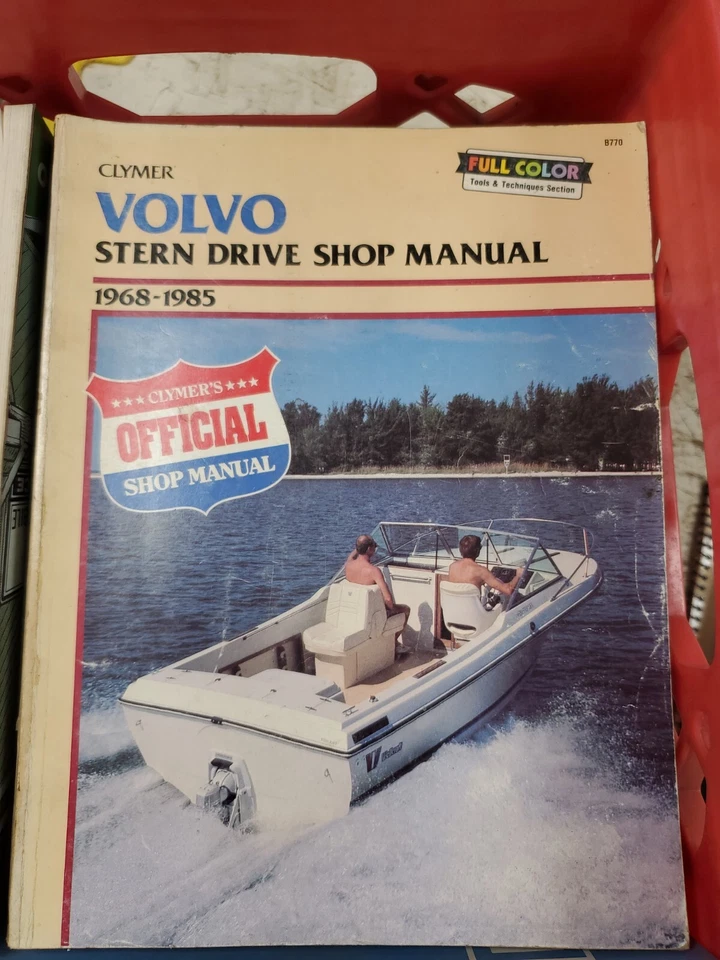 B770
CLYMER
FULL COLOR
Tools & Techniques Section
VOLVO
STERN DRIVE SHOP MANUAL
1968-1985
★★★ CLYMER'S ★★★
OFFICIAL
SHOP MANUAL